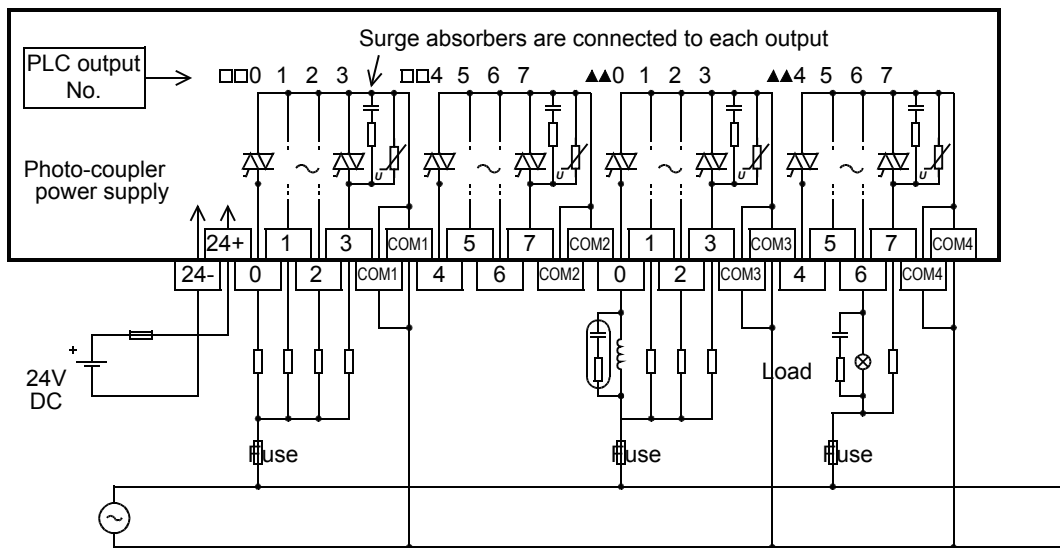 Surge absorbers are connected to each output
PLC output
No.
□□0 1 2 3 □□4 5 6 7 ▲▲0 1 2 3 ▲▲4 5 6 7
U U U U
Photo-coupler
power supply
24+ 1 3 COM1 5 7 COM2 1 3 COM3 5 7 COM4
24- 0 2 COM1 4 6 COM2 0 2 COM3 4 6 COM4
+
24V
DC
Load
Fuse Fuse Fuse